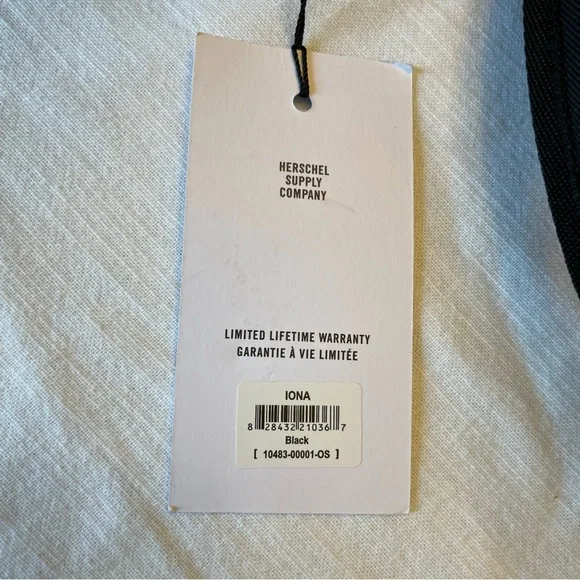 HERSCHEL
SUPPLY
COMPANY
LIMITED LIFETIME WARRANTY
GARANTIE À VIE LIMITÉE
IONA
8 28432 21036 7
Black
[ 10483-00001-OS ]